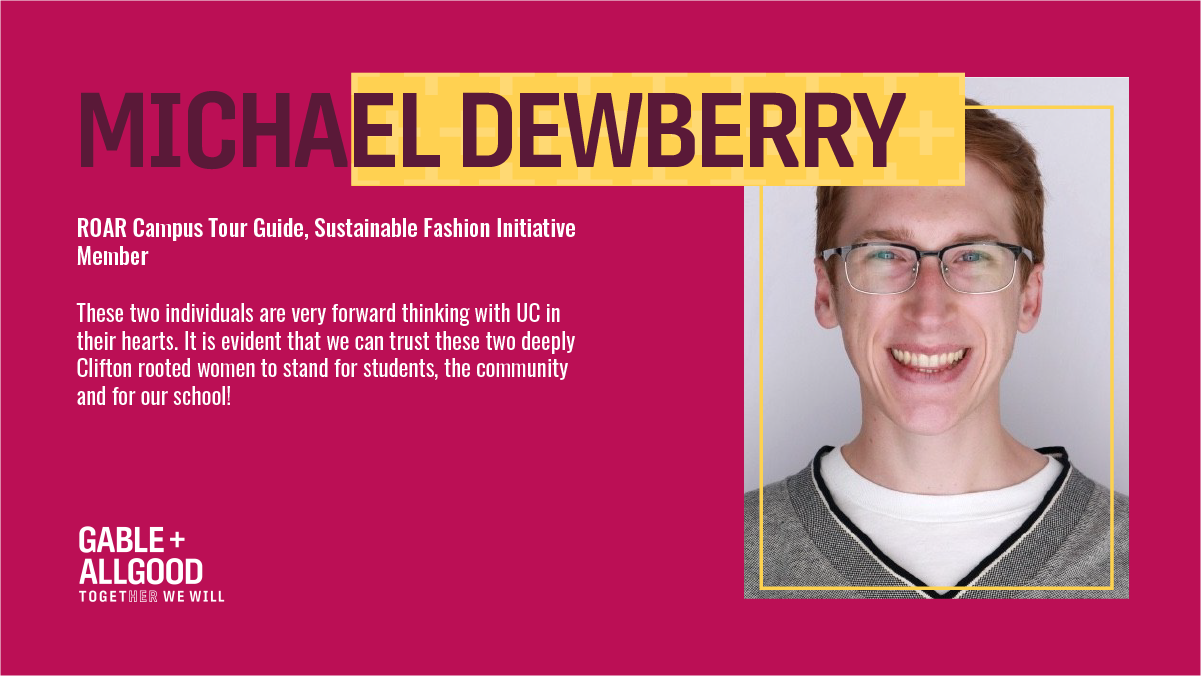 MICHAEL DEWBERRY
ROAR Campus Tour Guide, Sustainable Fashion Initiative
Member
These two individuals are very forward thinking with UC in
their hearts. It is evident that we can trust these two deeply
Clifton rooted women to stand for students, the community
and for our school!
GABLE +
ALLGOOD
TOGETHER WE WILL